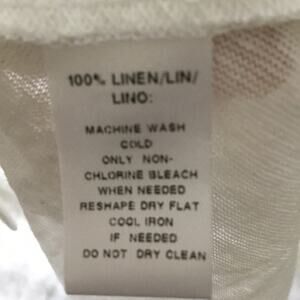 100% LINEN/LIN/
LINO:
MACHINE WASH
COLD
ONLY NON-
CHLORINE BLEACH
WHEN NEEDED
RESHAPE DRY FLAT
COOL IRON
IF NEEDED
DO NOT DRY CLEAN